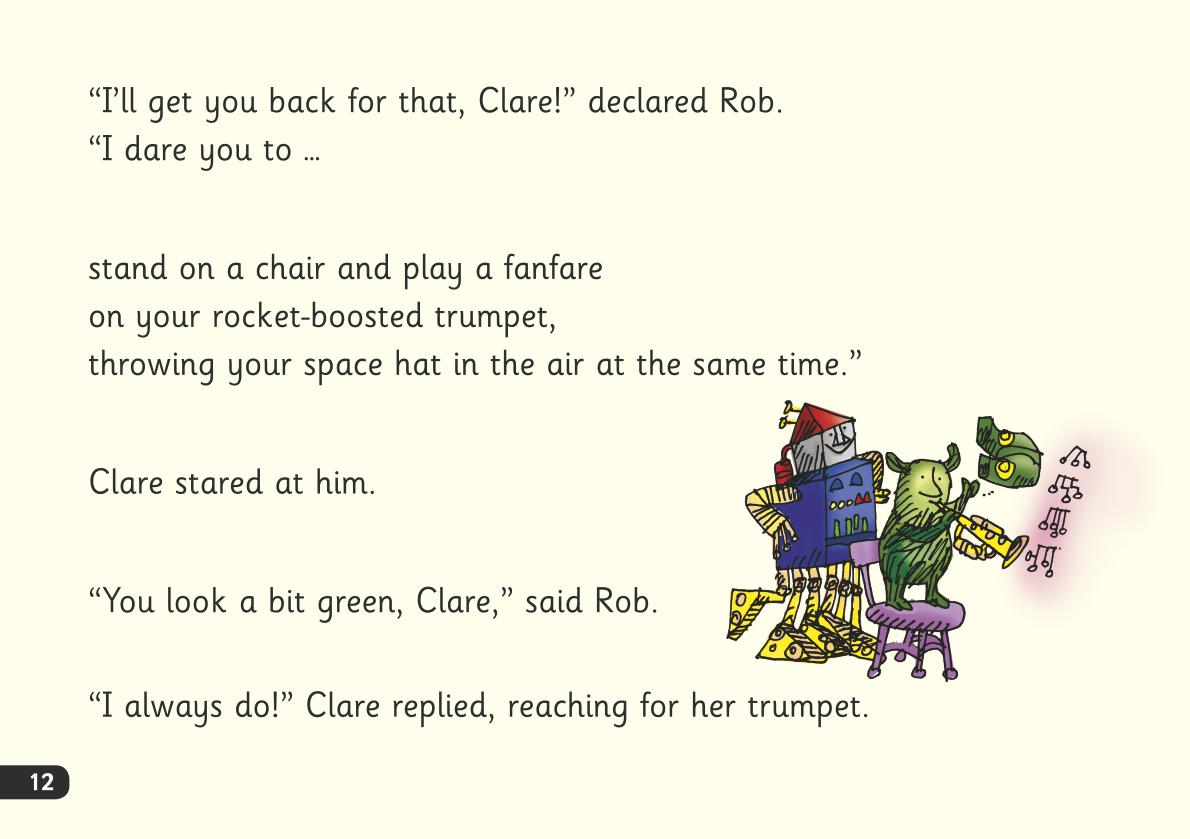 “I’ll get you back for that, Clare!” declared Rob.
“I dare you to ...
stand on a chair and play a fanfare
on your rocket-boosted trumpet,
throwing your space hat in the air at the same time.”
Clare stared at him.
“You look a bit green, Clare,” said Rob.
“I always do!” Clare replied, reaching for her trumpet.
12